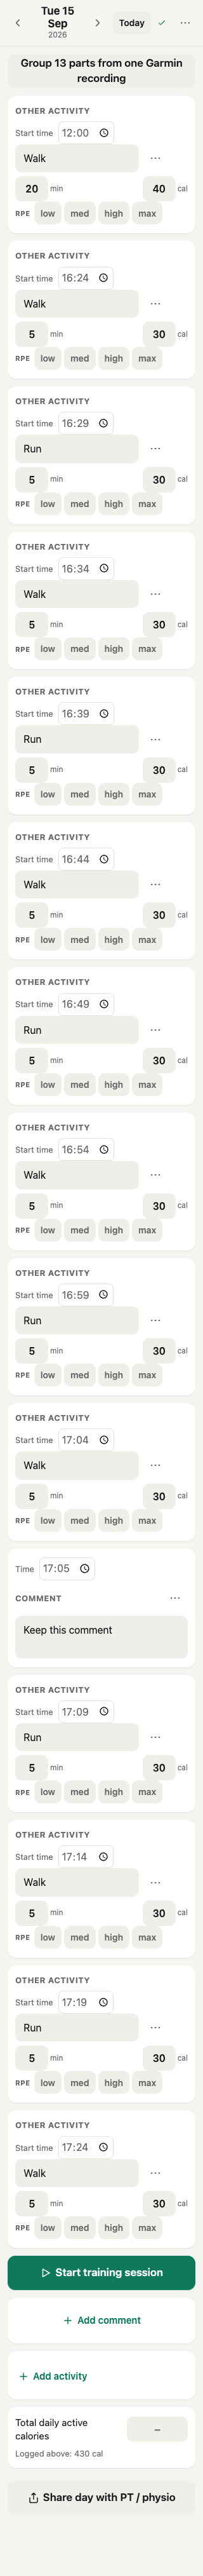 Tue 15
Sep
2026
Today
Group 13 parts from one Garmin
recording
OTHER ACTIVITY
Start time 12:00
Walk
20 min 40 cal
RPE low med high max
OTHER ACTIVITY
Start time 16:24
Walk
5 min 30 cal
RPE low med high max
OTHER ACTIVITY
Start time 16:29
Run
5 min 30 cal
RPE low med high max
OTHER ACTIVITY
Start time 16:34
Walk
5 min 30 cal
RPE low med high max
OTHER ACTIVITY
Start time 16:39
Run
5 min 30 cal
RPE low med high max
OTHER ACTIVITY
Start time 16:44
Walk
5 min 30 cal
RPE low med high max
OTHER ACTIVITY
Start time 16:49
Run
5 min 30 cal
RPE low med high max
OTHER ACTIVITY
Start time 16:54
Walk
5 min 30 cal
RPE low med high max
OTHER ACTIVITY
Start time 16:59
Run
5 min 30 cal
RPE low med high max
OTHER ACTIVITY
Start time 17:04
Walk
5 min 30 cal
RPE low med high max
Time 17:05
COMMENT
Keep this comment
OTHER ACTIVITY
Start time 17:09
Run
5 min 30 cal
RPE low med high max
OTHER ACTIVITY
Start time 17:14
Walk
5 min 30 cal
RPE low med high max
OTHER ACTIVITY
Start time 17:19
Run
5 min 30 cal
RPE low med high max
OTHER ACTIVITY
Start time 17:24
Walk
5 min 30 cal
RPE low med high max
Start training session
+ Add comment
+ Add activity
Total daily active
calories
–
Logged above: 430 cal
Share day with PT / physio